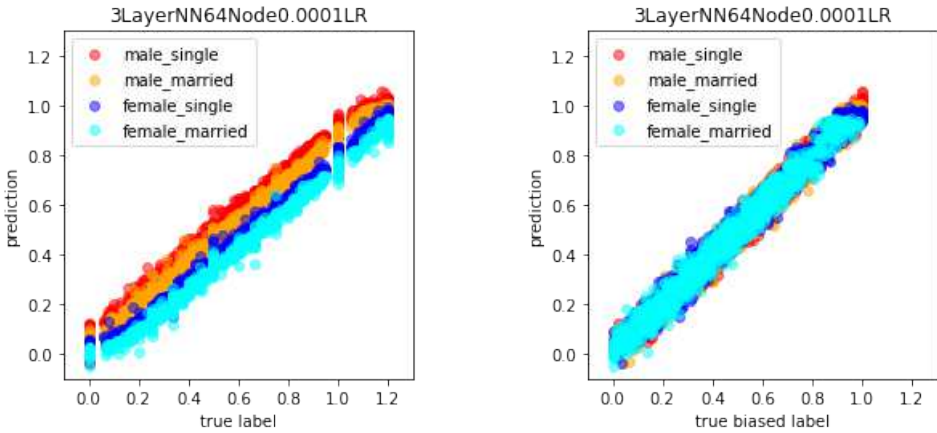 3LayerNN64Node0.0001LR
male_single
male_married
female_single
female_married
1.2
1.0
0.8
0.6
0.4
0.2
0.0
prediction
0.0 0.2 0.4 0.6 0.8 1.0 1.2
true label
3LayerNN64Node0.0001LR
male_single
male_married
female_single
female_married
1.2
1.0
0.8
0.6
0.4
0.2
0.0
prediction
0.0 0.2 0.4 0.6 0.8 1.0 1.2
true biased label